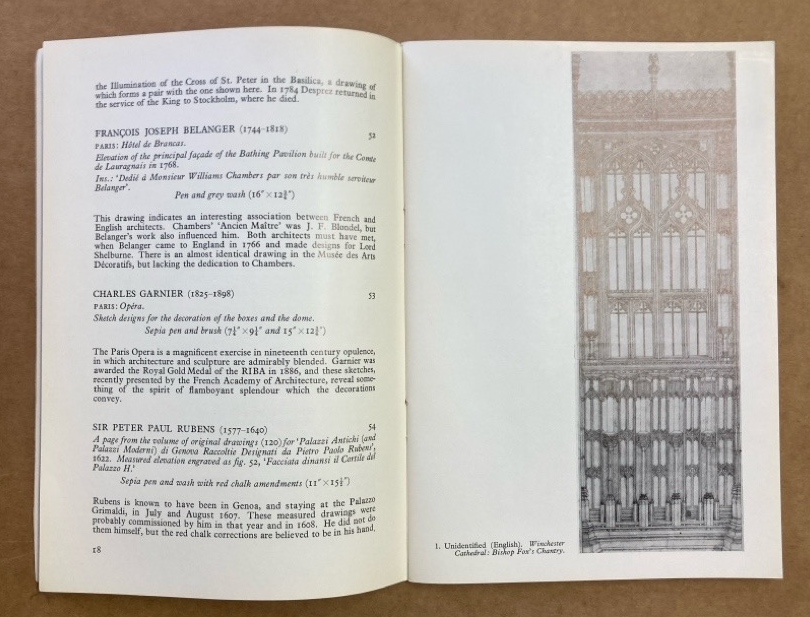 the Illumination of the Cross of St. Peter in the Basilica, a drawing of
which forms a pair with the one shown here. In 1784 Desprez returned in
the service of the King to Stockholm, where he died.
FRANÇOIS JOSEPH BELANGER (1744–1818)
52
PARIS: Hôtel de Brancas.
Elevation of the principal façade of the Bathing Pavilion built for the Comte
de Lauragnais in 1768.
Ins.: ‘Dedié à Monsieur Williams Chambers par son très humble serviteur
Belanger’.
Pen and grey wash (16″×12¾″)
This drawing indicates an interesting association between French and
English architects. Chambers’ ‘Ancien Maître’ was J. F. Blondel, but
Belanger’s work also influenced him. Both architects must have met,
when Belanger came to England in 1766 and made designs for Lord
Shelburne. There is an almost identical drawing in the Musée des Arts
Décoratifs, but lacking the dedication to Chambers.
CHARLES GARNIER (1825–1898)
53
PARIS: Opéra.
Sketch designs for the decoration of the boxes and the dome.
Sepia pen and brush (7¼″×9¼″ and 15″×12¼″)
The Paris Opera is a magnificent exercise in nineteenth century opulence,
in which architecture and sculpture are admirably blended. Garnier was
awarded the Royal Gold Medal of the RIBA in 1886, and these sketches,
recently presented by the French Academy of Architecture, reveal some-
thing of the spirit of flamboyant splendour which the decorations
convey.
SIR PETER PAUL RUBENS (1577–1640)
54
A page from the volume of original drawings (120) for ‘Palazzi Antichi (and
Palazzi Moderni) di Genova Raccoltie Designati da Pietro Paolo Rubens’,
1622. Measured elevation engraved as fig. 52, ‘Facciata dinansi il Cortile del
Palazzo H.’
Sepia pen and wash with red chalk amendments (11″×15½″)
Rubens is known to have been in Genoa, and staying at the Palazzo
Grimaldi, in July and August 1607. These measured drawings were
probably commissioned by him in that year and in 1608. He did not do
them himself, but the red chalk corrections are believed to be in his hand.
18
1. Unidentified (English). Winchester
Cathedral: Bishop Fox’s Chantry.